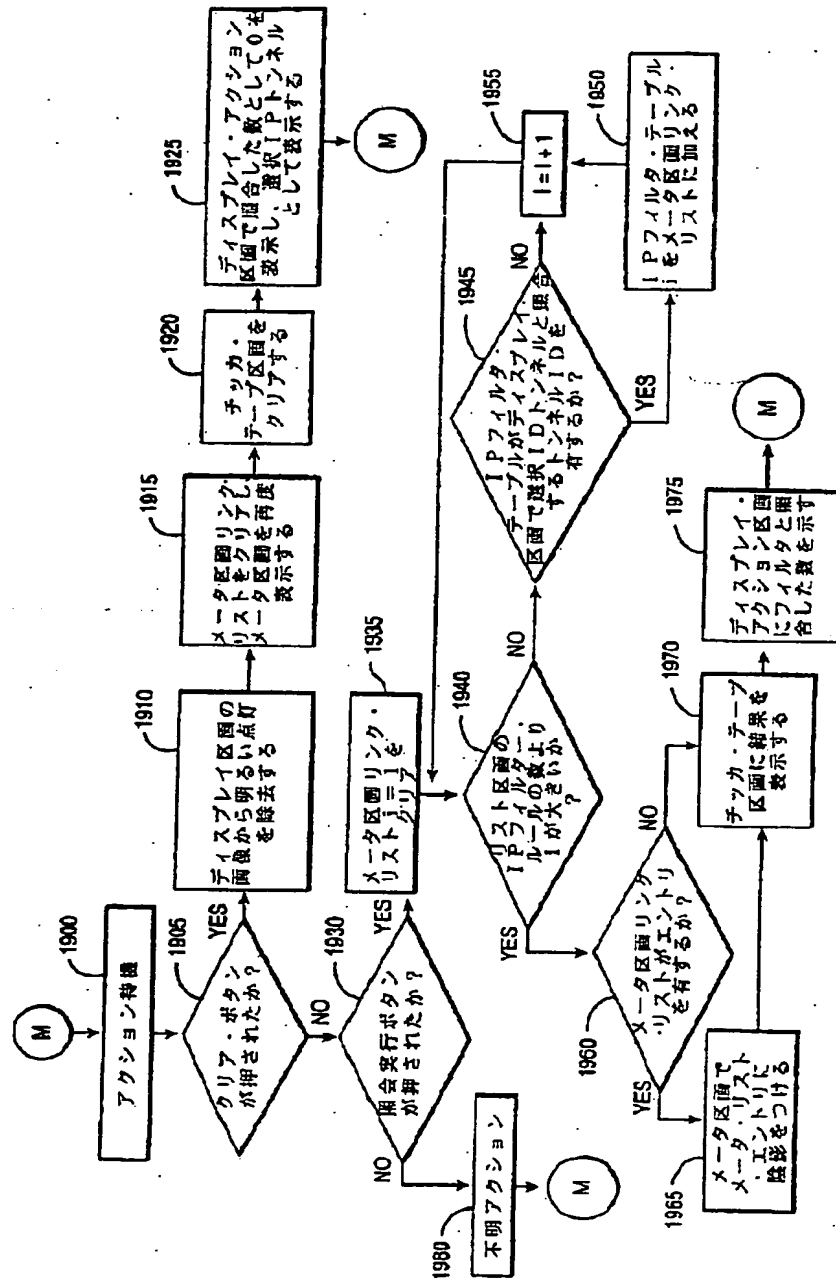 M
1900
アクション待機
1905
クリア・ボタン
が押されたか?
YES
NO
1910
ディスプレイ区画の
画像から明るい点灯
を除去する
1915
メータ区画リンク・
リストをクリアし、
メータ区画を再度
表示する
1920
チッカ・
テープ区画を
クリアする
1925
ディスプレイ・アクション
区画で照合した数として0を
表示し、選択IPトンネル
として表示する
M
1930
照会実行ボタン
が押されたか?
YES
NO
1980
不明アクション
M
1935
メータ区画リンク・
リストj=1を
クリア
1940
リスト区画の
IPフィルター・
ルールの数より
1が大きいか
?
YES
NO
1945
IPフィルタ・
テーブルがディスプレイ・
区画で選択IDトンネルと照合
するトンネルIDを
有するか?
NO
YES
1955
I=I+1
1950
IPフィルタ・テーブル
jをメータ区画リンク・
リストに加える
1960
メータ区画リンク
・リストがエントリ
を有するか?
YES
NO
1965
メータ区画で
メータ・リスト
・エントリに
陰影をつける
1970
チッカ・テープ
区画に結果を
表示する
1975
ディスプレイ・
アクション区画
にフィルタと照
合した数を示す
M